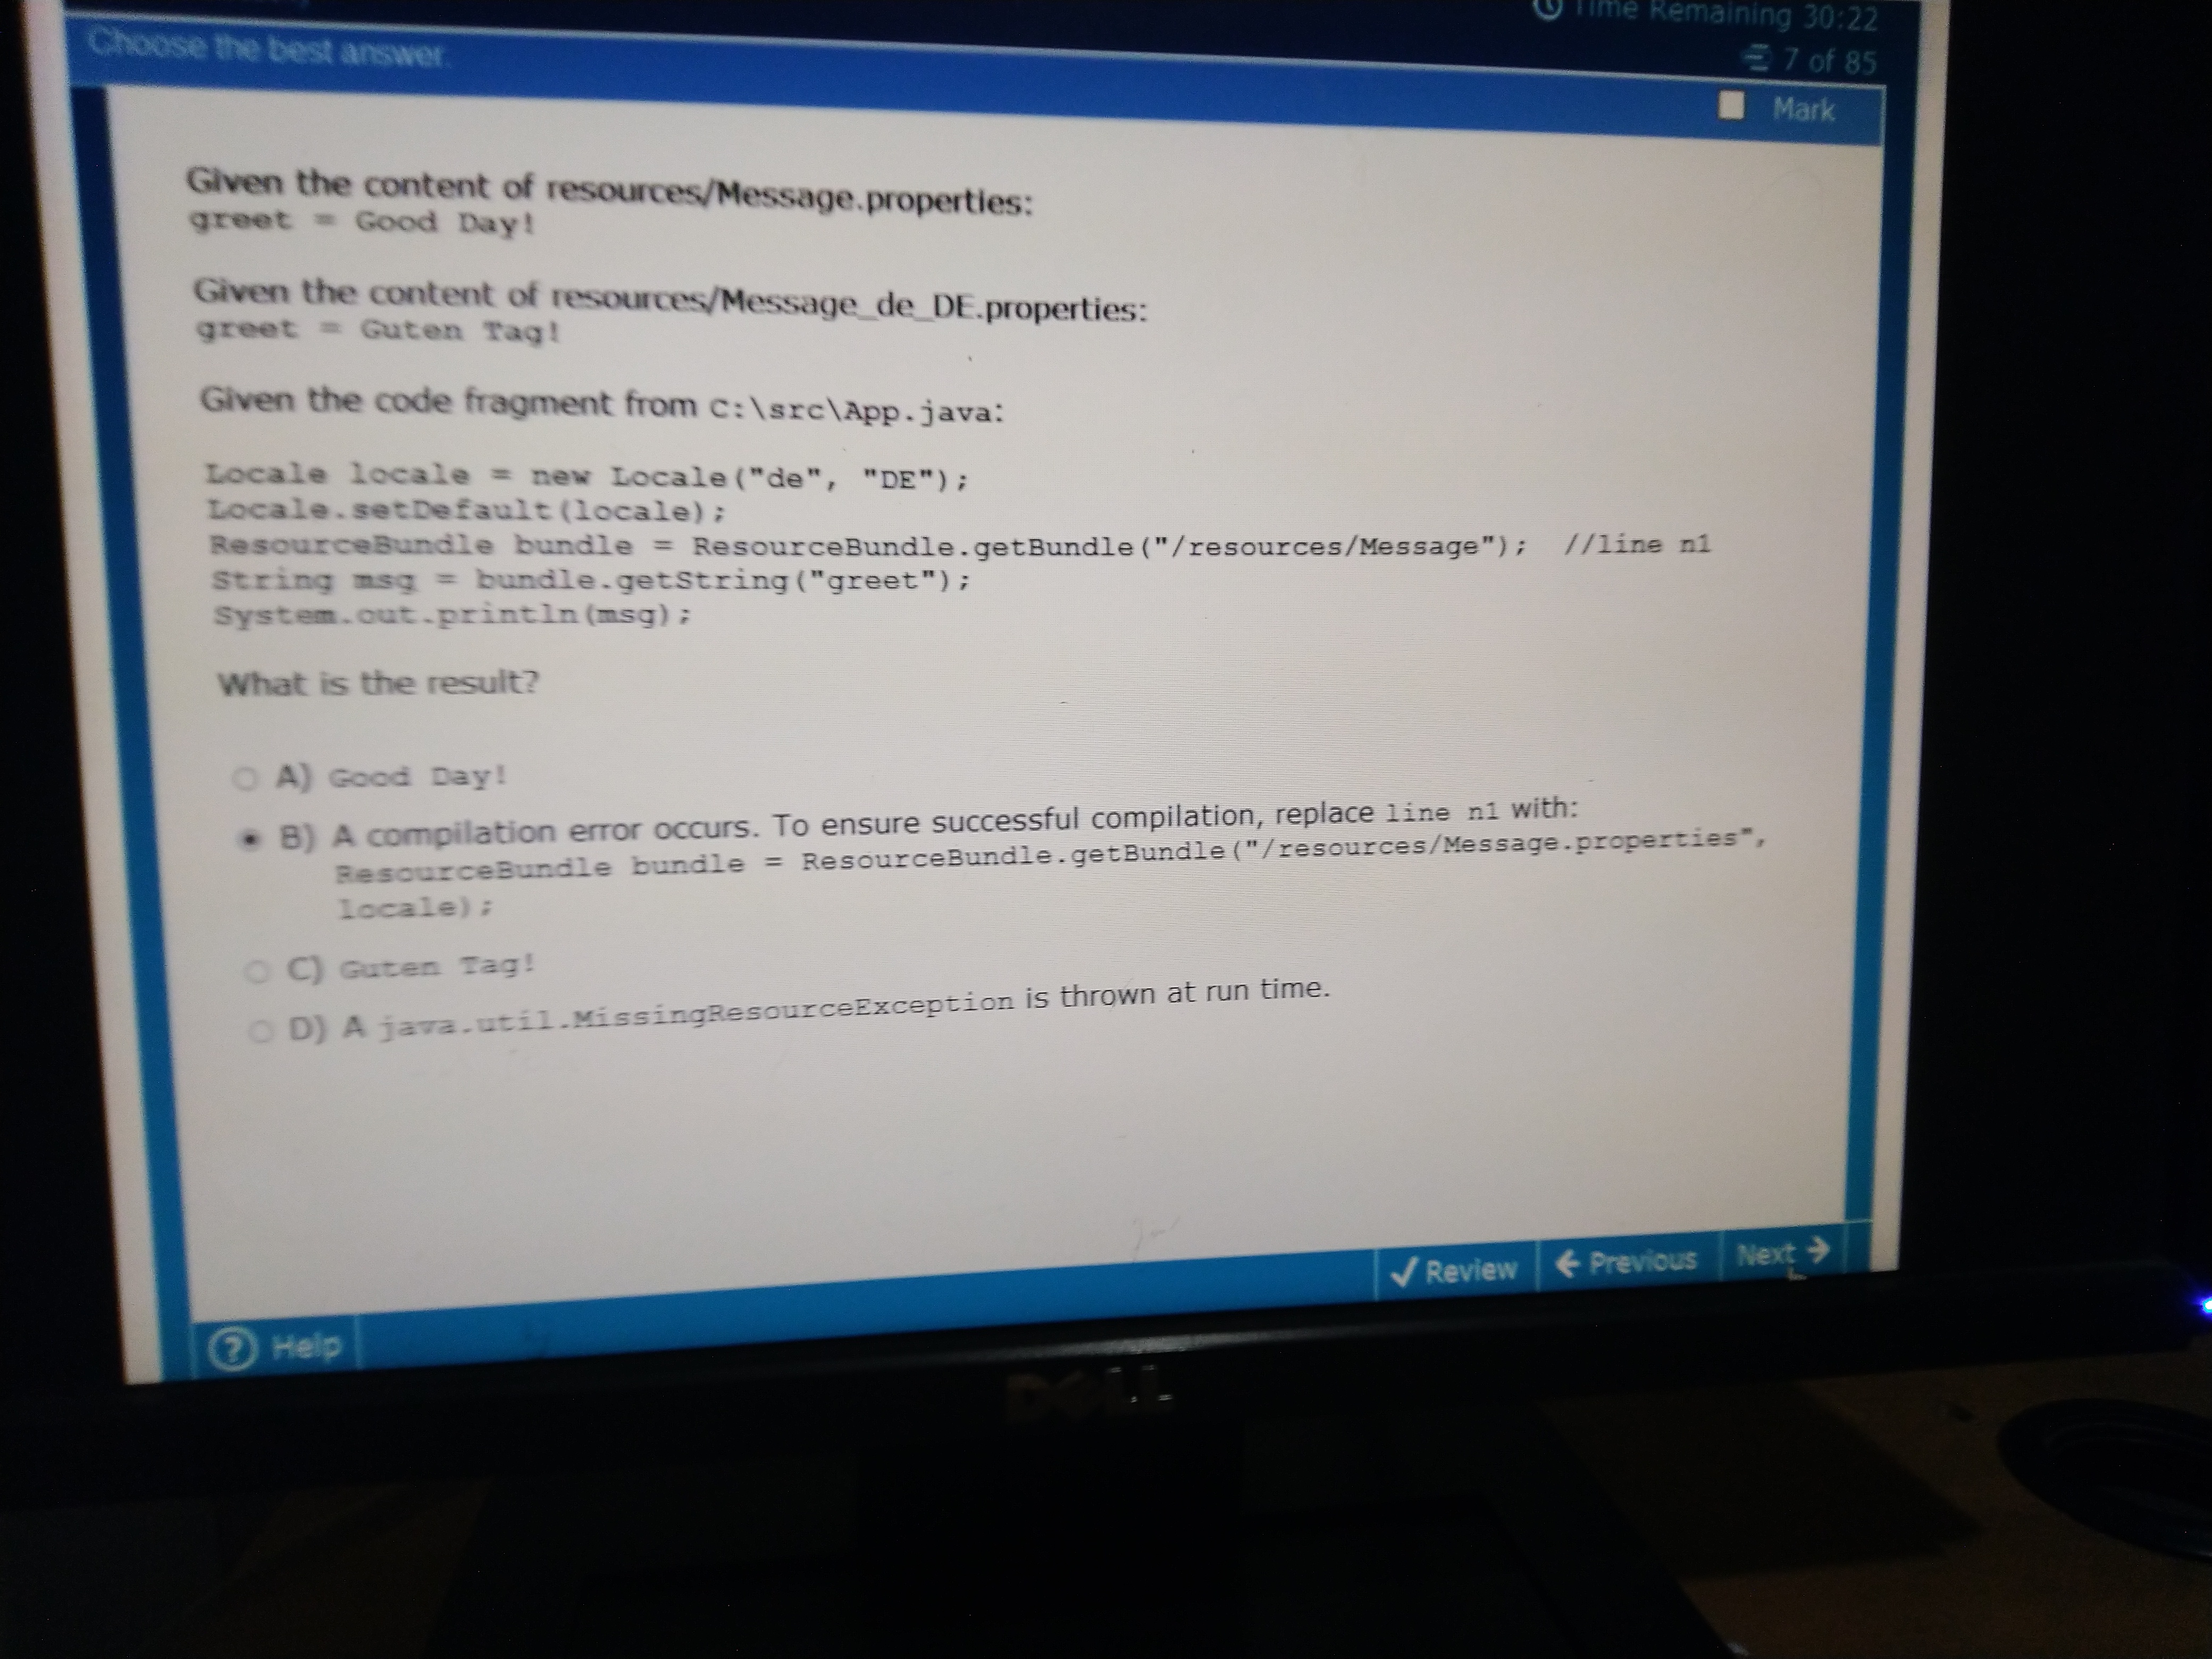 Time Remaining 30:22
Choose the best answer.
7 of 85
Mark
Given the content of resources/Message.properties:
greet = Good Day!
Given the content of resources/Message_de_DE.properties:
greet = Guten Tag!
Given the code fragment from C:\src\App.java:
Locale locale = new Locale("de", "DE");
Locale.setDefault(locale);
ResourceBundle bundle = ResourceBundle.getBundle("/resources/Message"); //line n1
String msg = bundle.getString("greet");
System.out.println(msg);
What is the result?
A) Good Day!
B) A compilation error occurs. To ensure successful compilation, replace line n1 with:
ResourceBundle bundle = ResourceBundle.getBundle("/resources/Message.properties",
locale);
C) Guten Tag!
D) A java.util.MissingResourceException is thrown at run time.
Review Previous Next
Help
DELL